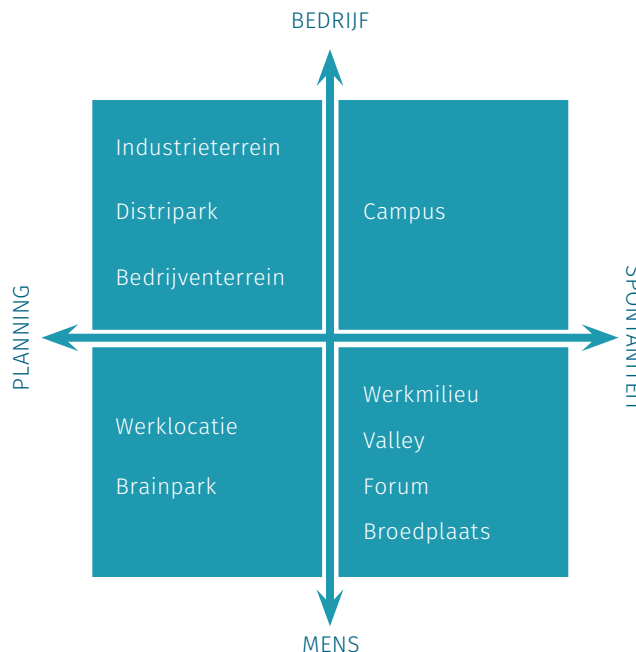 BEDRIJF
Industrieterrein
Distripark
Bedrijventerrein
Campus
PLANNING
SPONTANITEIT
Werklocatie
Brainpark
Werkmilieu
Valley
Forum
Broedplaats
MENS